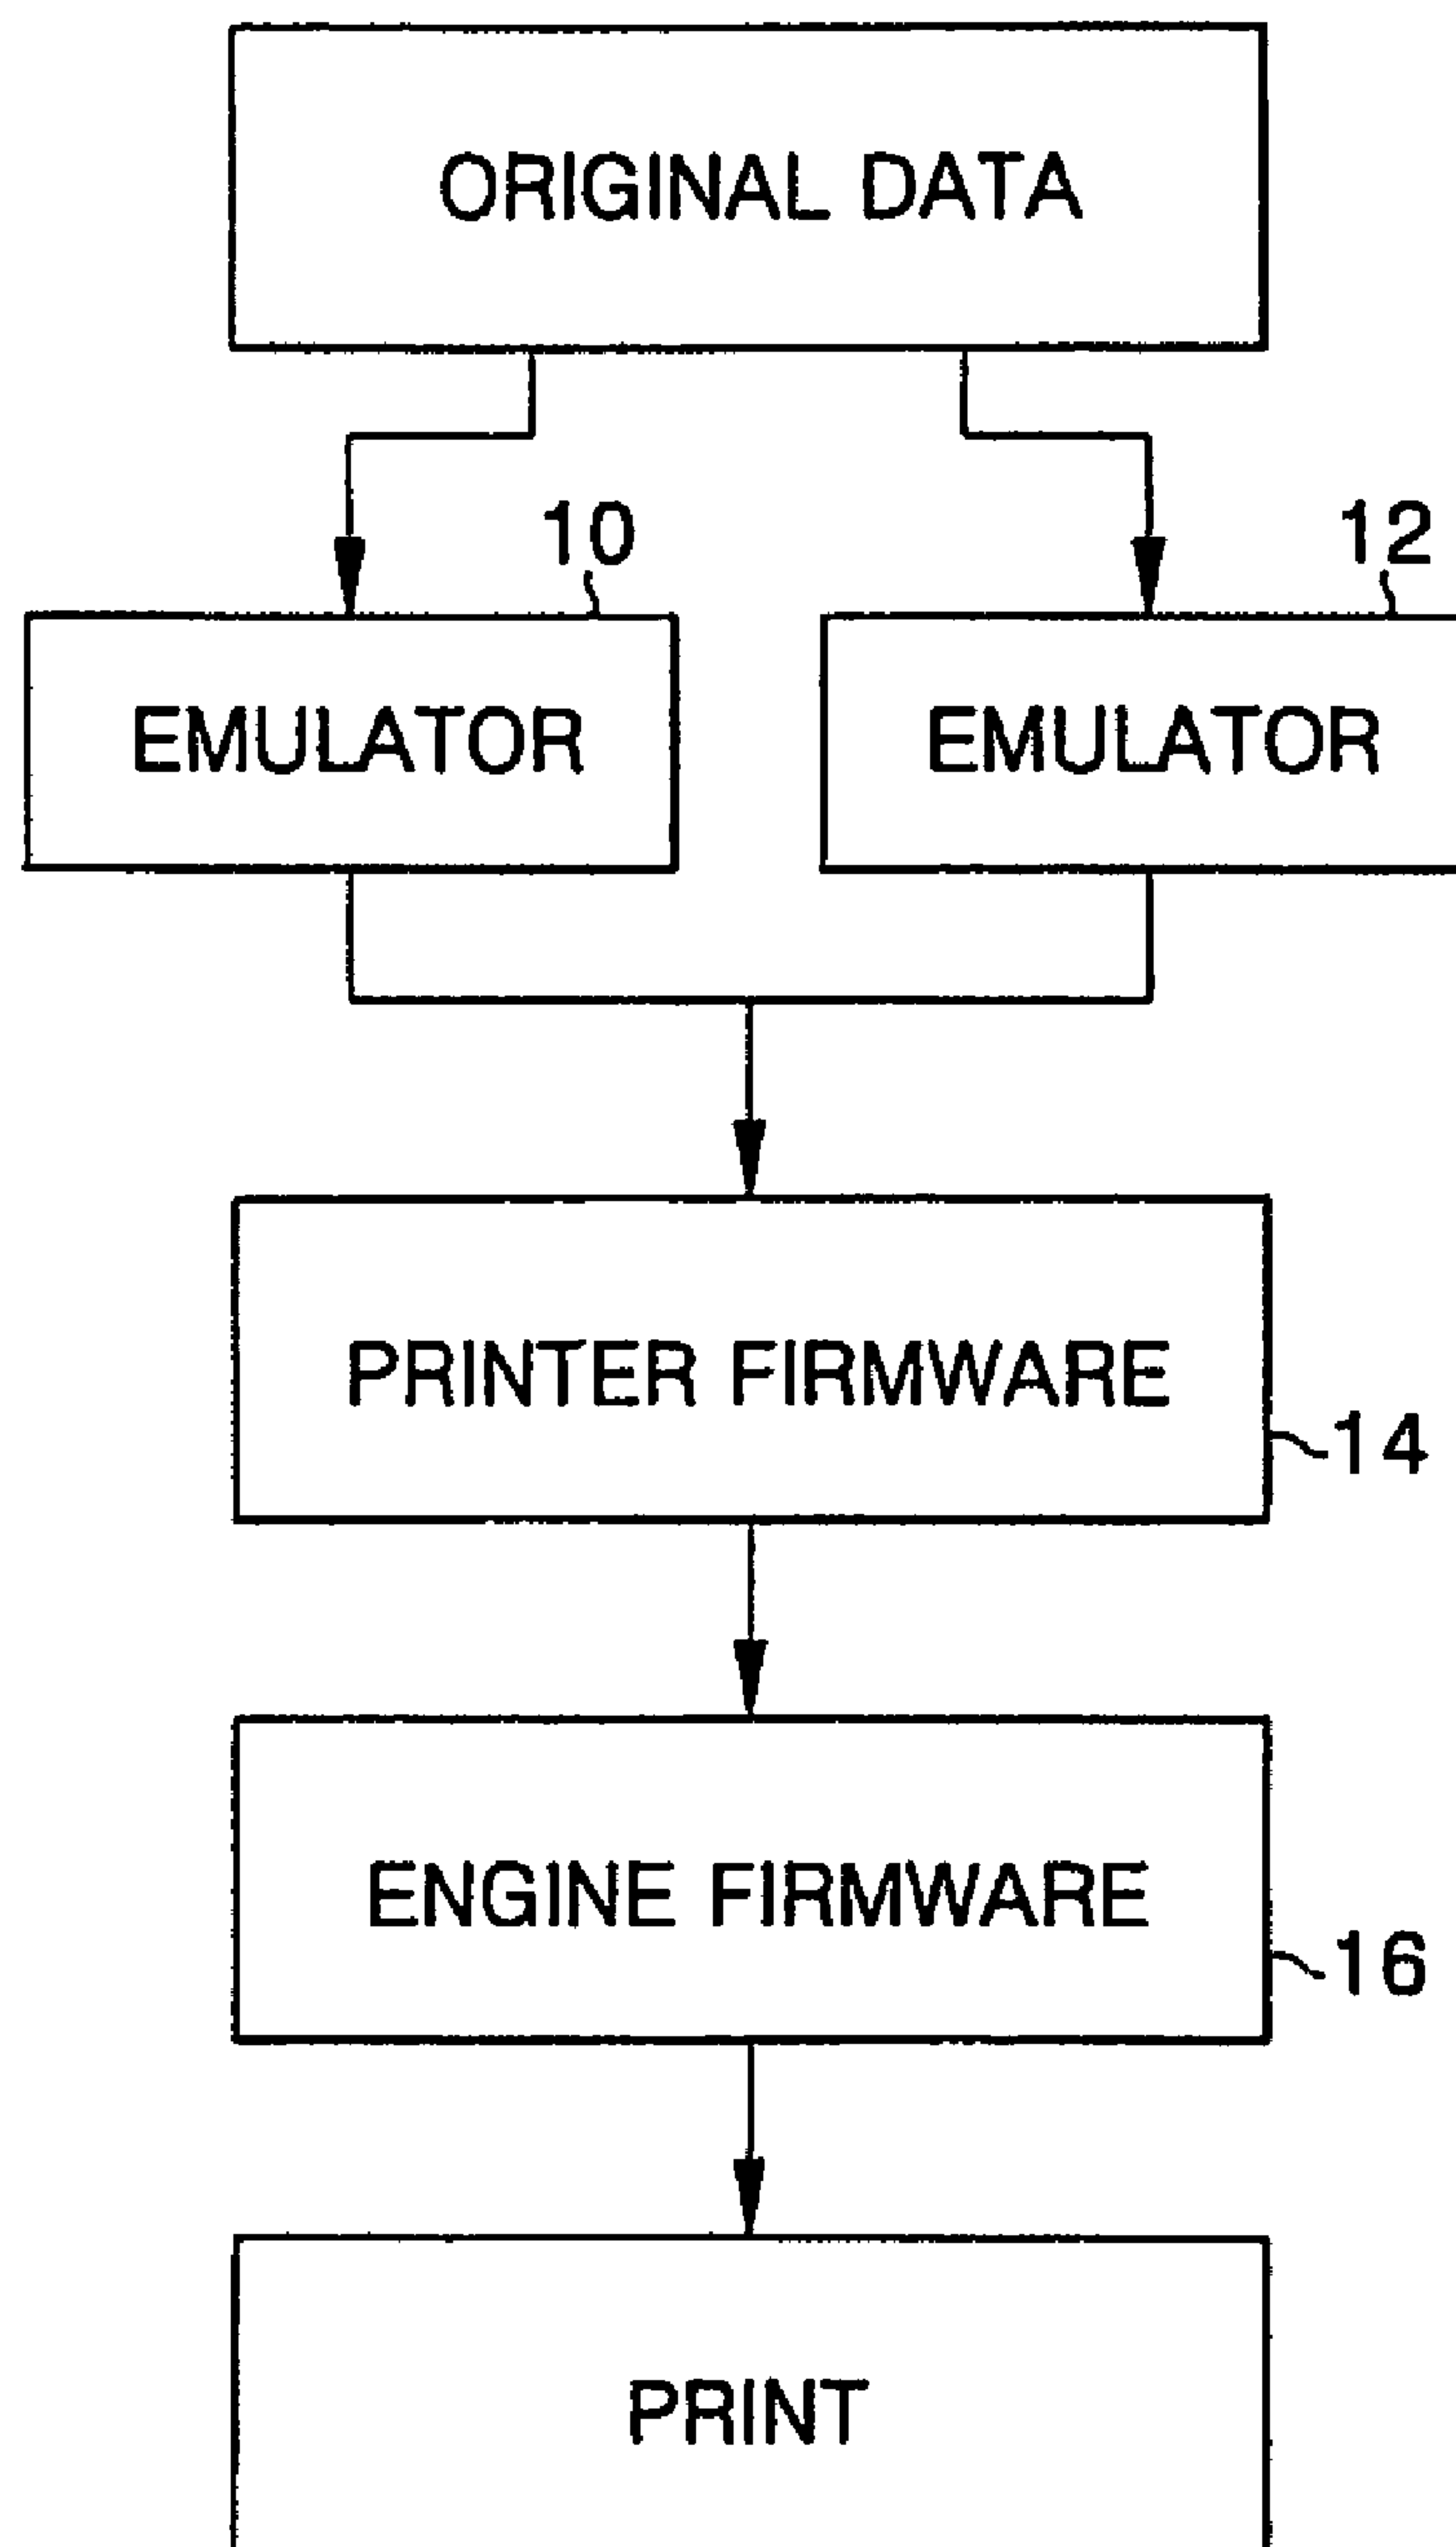 ORIGINAL DATA
10
12
EMULATOR
EMULATOR
PRINTER FIRMWARE
14
ENGINE FIRMWARE
16
PRINT